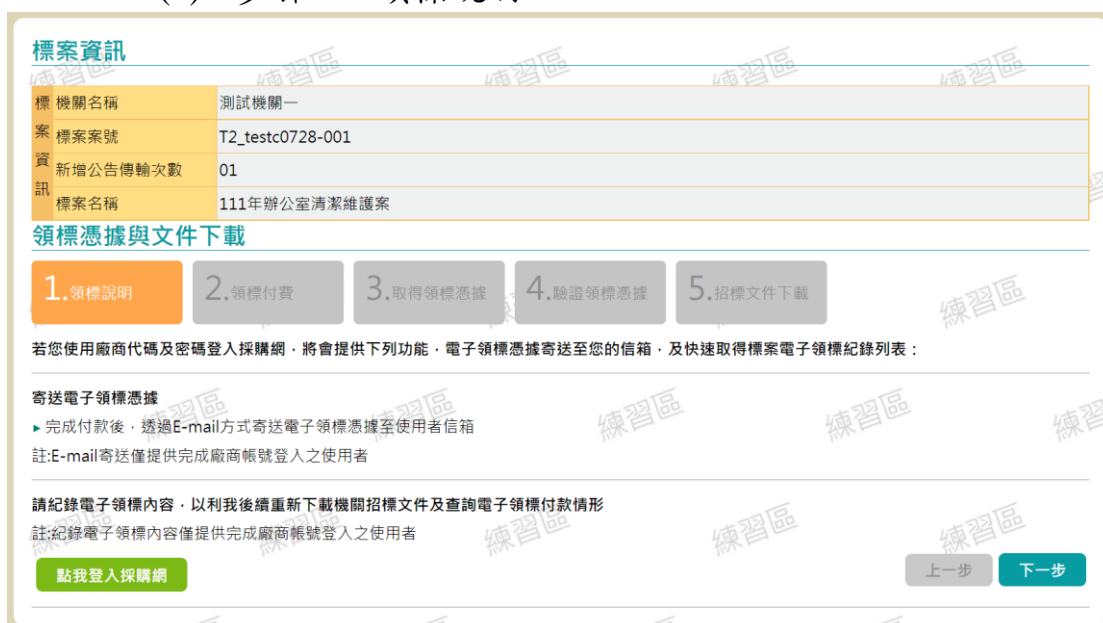 標案資訊
標案資訊
機關名稱 測試機關一
標案案號 T2_testc0728-001
新增公告傳輸次數 01
標案名稱 111年辦公室清潔維護案
領標憑據與文件下載
1.領標說明 2.領標付費 3.取得領標憑據 4.驗證領標憑據 5.招標文件下載
若您使用廠商代碼及密碼登入採購網，將會提供下列功能，電子領標憑據寄送至您的信箱，及快速取得標案電子領標紀錄列表：
寄送電子領標憑據
▸ 完成付款後，透過E-mail方式寄送電子領標憑據至使用者信箱
註:E-mail寄送僅提供完成廠商帳號登入之使用者
請紀錄電子領標內容，以利我後續重新下載機關招標文件及查詢電子領標付款情形
註:紀錄電子領標內容僅提供完成廠商帳號登入之使用者
點我登入採購網 上一步 下一步
練習區